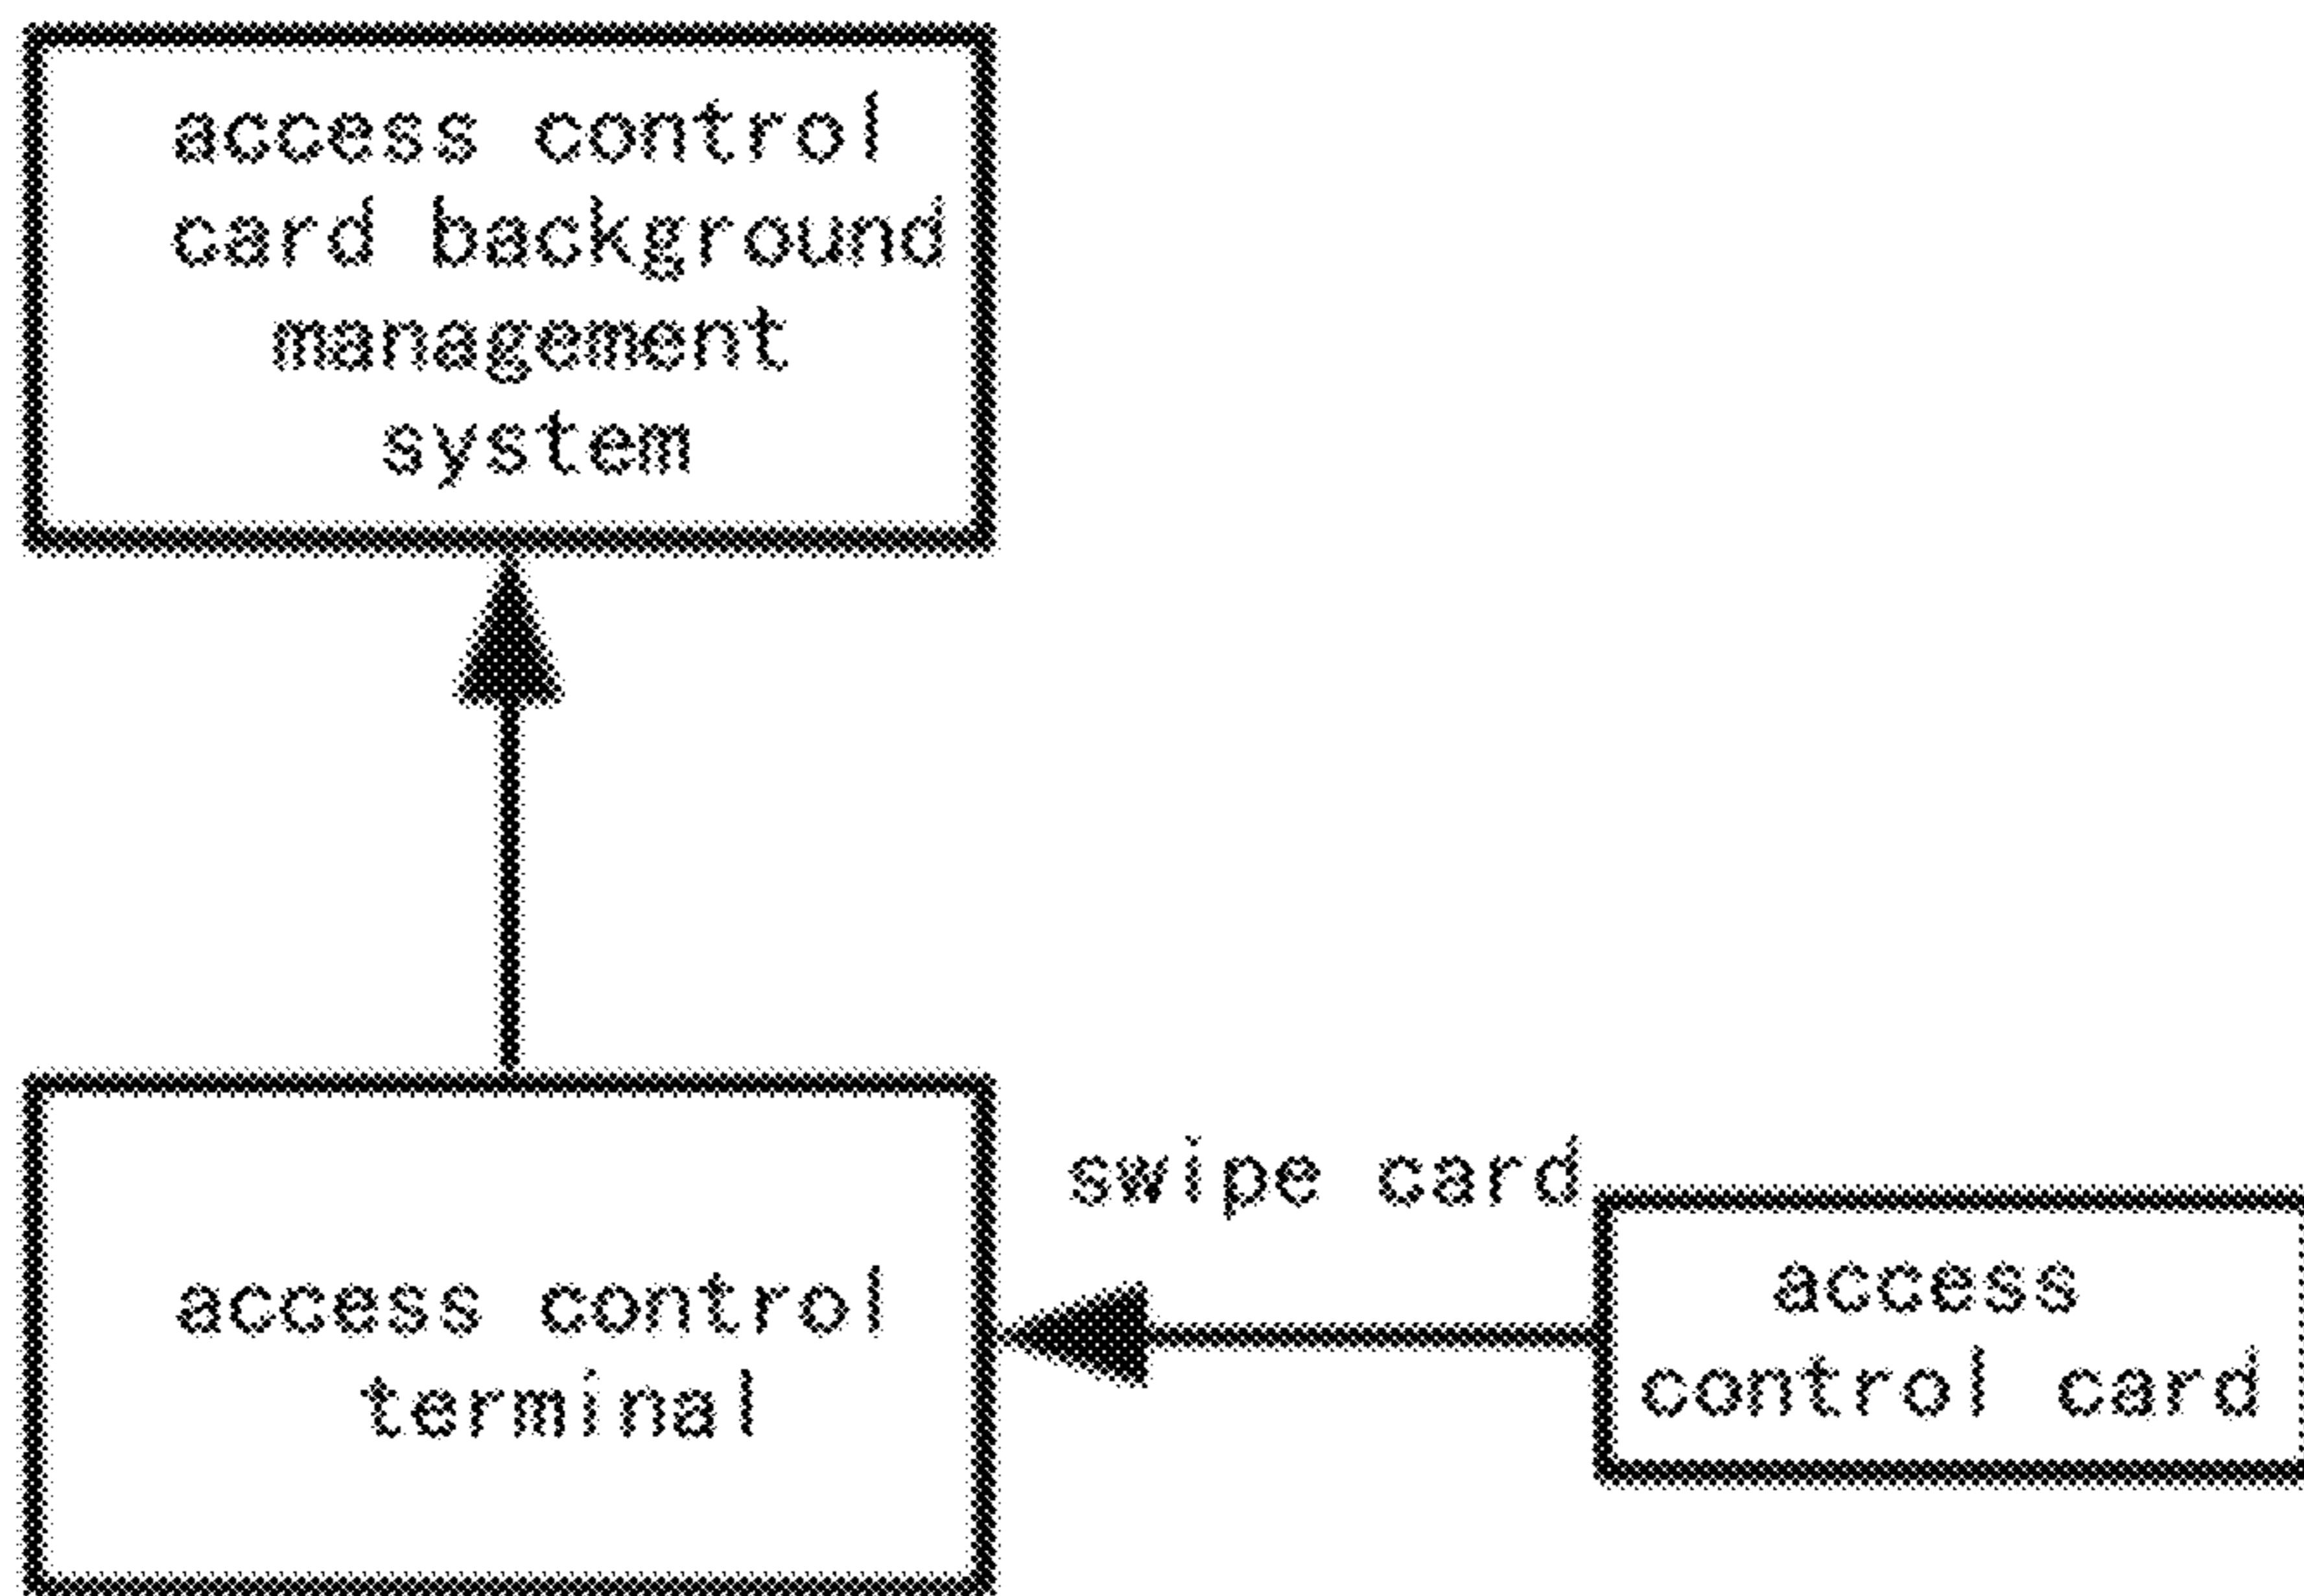 access control
card background
management
system
swipe card
access control
terminal
access
control card